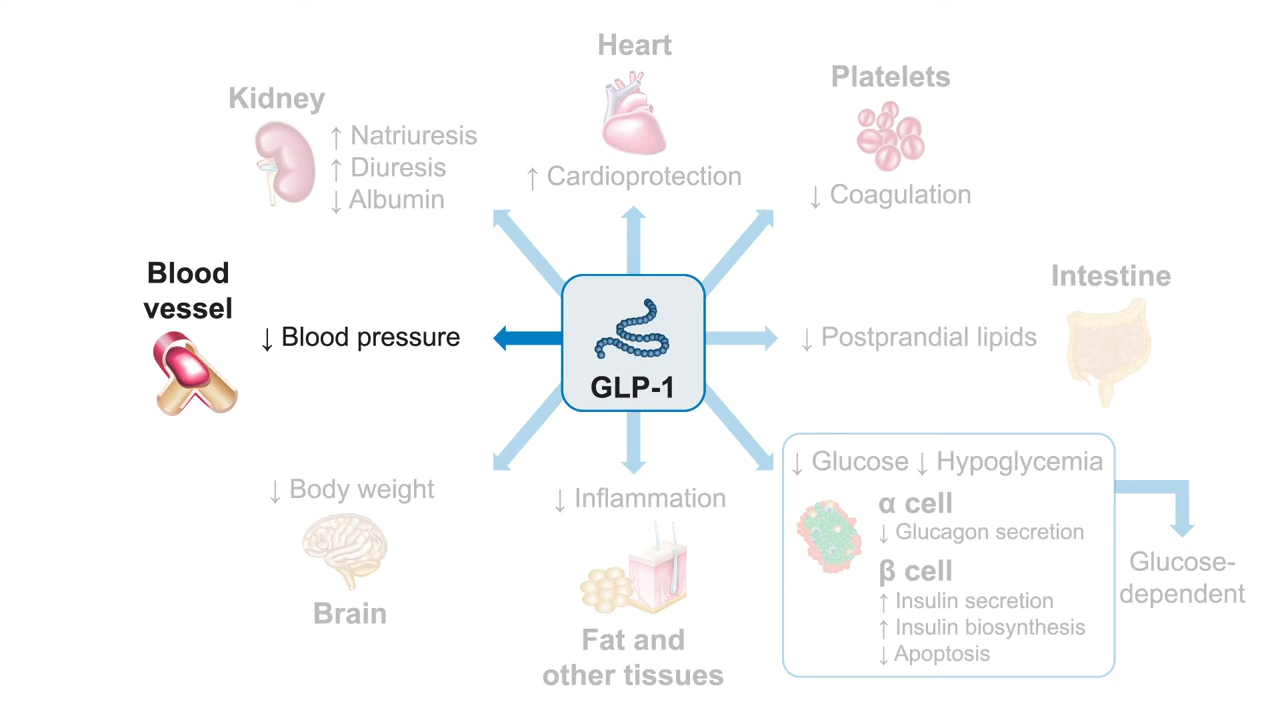 Heart
Platelets
Kidney
↑ Natriuresis
↑ Diuresis
↓ Albumin
↑ Cardioprotection
↓ Coagulation
Blood
vessel
↓ Blood pressure
GLP-1
Intestine
↓ Postprandial lipids
↓ Body weight
Brain
↓ Inflammation
Fat and
other tissues
↓ Glucose ↓ Hypoglycemia
α cell
↓ Glucagon secretion
β cell
↑ Insulin secretion
↑ Insulin biosynthesis
↓ Apoptosis
Glucose-
dependent